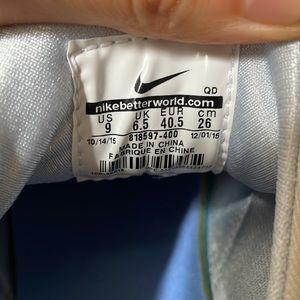 QD
nikebetterworld.com
US UK EUR cm
9 6.5 40.5 26
10/14/15 818597-400 12/01/15
MADE IN CHINA
FABRIQUE EN CHINE